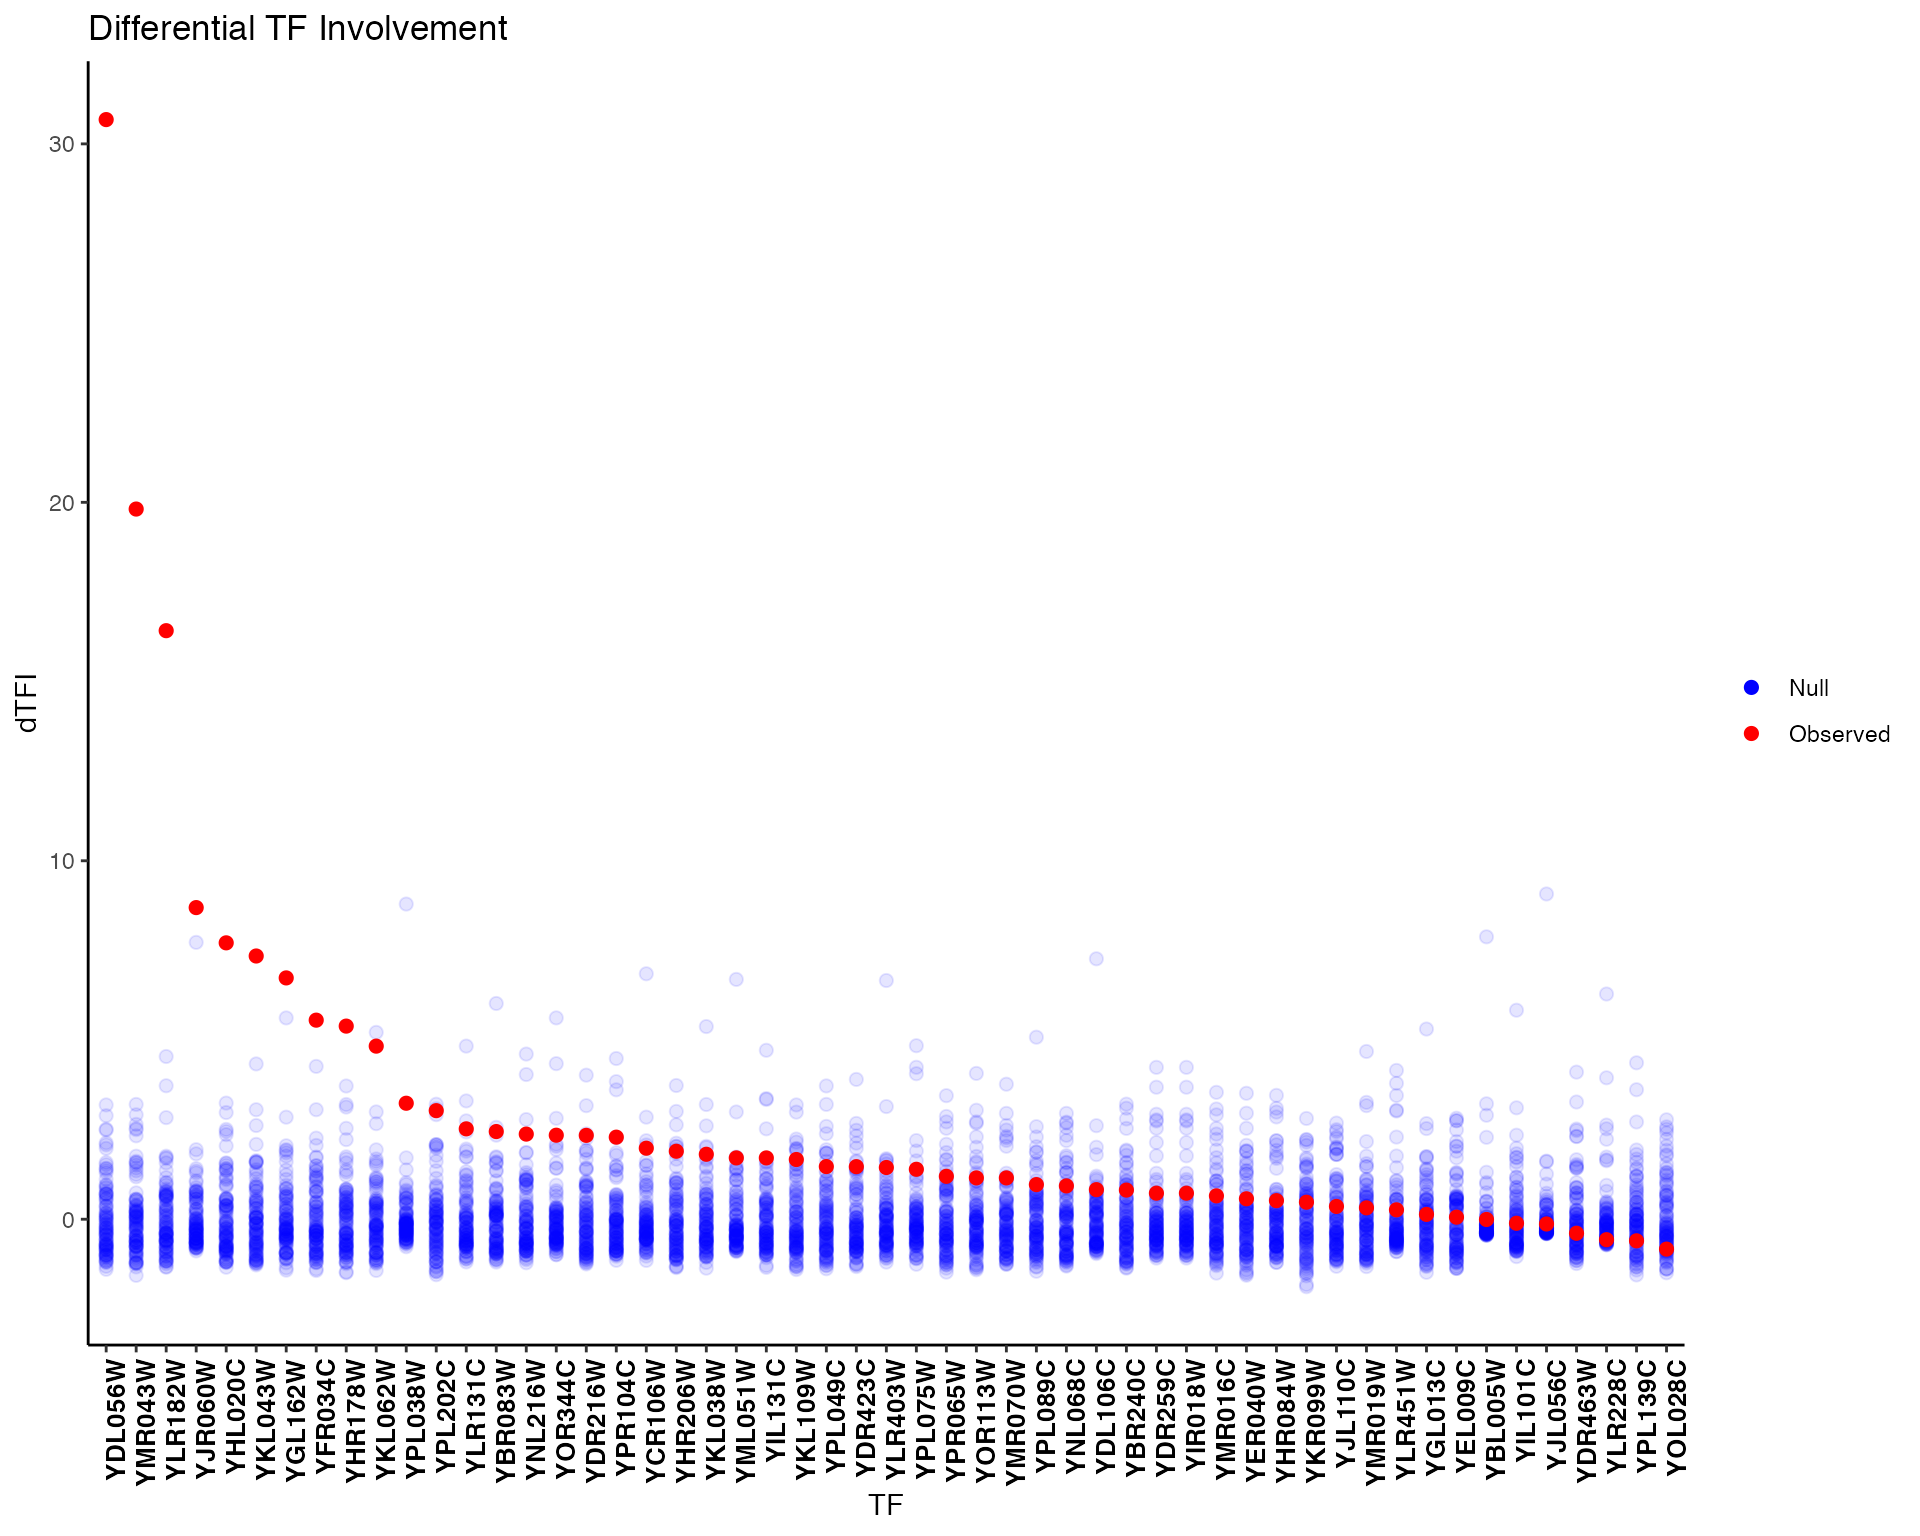 Differential TF Involvement
30
20
10
0
dTFI
Null
Observed
YDL056W
YMR043W
YLR182W
YJR060W
YHL020C
YKL043W
YGL162W
YFR034C
YHR178W
YKL062W
YPL038W
YPL202C
YLR131C
YBR083W
YNL216W
YOR344C
YDR216W
YPR104C
YCR106W
YHR206W
YKL038W
YML051W
YIL131C
YKL109W
YPL049C
YDR423C
YLR403W
YPL075W
YPR065W
YOR113W
YMR070W
YPL089C
YNL068C
YDL106C
YBR240C
YDR259C
YIR018W
YMR016C
YER040W
YHR084W
YKR099W
YJL110C
YMR019W
YLR451W
YGL013C
YEL009C
YBL005W
YIL101C
YJL056C
YDR463W
YLR228C
YPL139C
YOL028C
TF